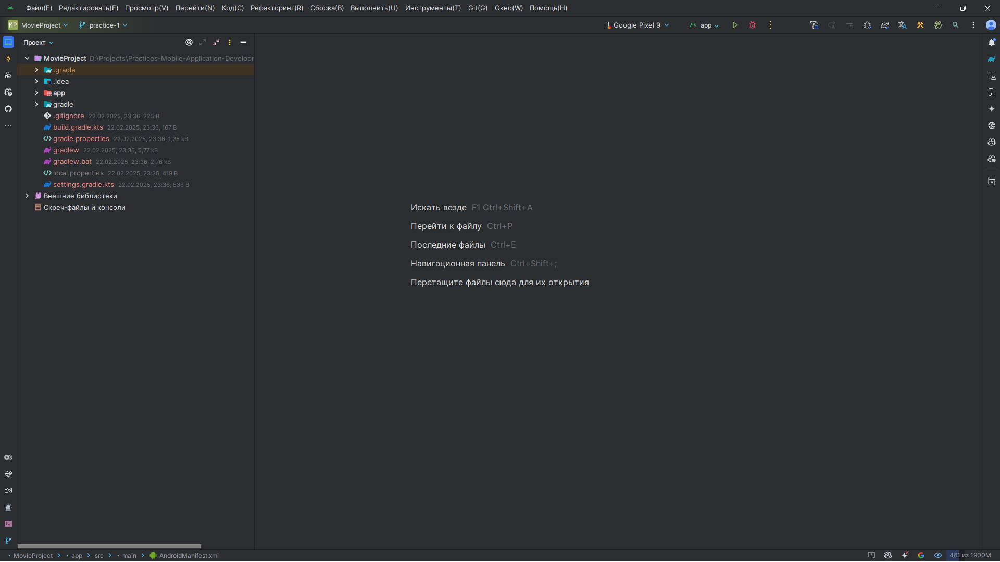 Файл(F) Редактировать(E) Просмотр(V) Перейти(N) Код(C) Рефакторинг(R) Сборка(B) Выполнить(U) Инструменты(T) Git(G) Окно(W) Помощь(H)
MP MovieProject practice-1 Google Pixel 9 app
Проект
MovieProject D:\Projects\Practices-Mobile-Application-Developr
.gradle
.idea
app
gradle
.gitignore 22.02.2025, 23:36, 225 B
build.gradle.kts 22.02.2025, 23:36, 167 B
gradle.properties 22.02.2025, 23:36, 1,25 kB
gradlew 22.02.2025, 23:36, 5,77 kB
gradlew.bat 22.02.2025, 23:36, 2,76 kB
local.properties 22.02.2025, 23:36, 419 B
settings.gradle.kts 22.02.2025, 23:36, 536 B
Внешние библиотеки
Скреч-файлы и консоли
Искать везде F1 Ctrl+Shift+A
Перейти к файлу Ctrl+P
Последние файлы Ctrl+E
Навигационная панель Ctrl+Shift+;
Перетащите файлы сюда для их открытия
MovieProject app src main AndroidManifest.xml 461 из 1900M